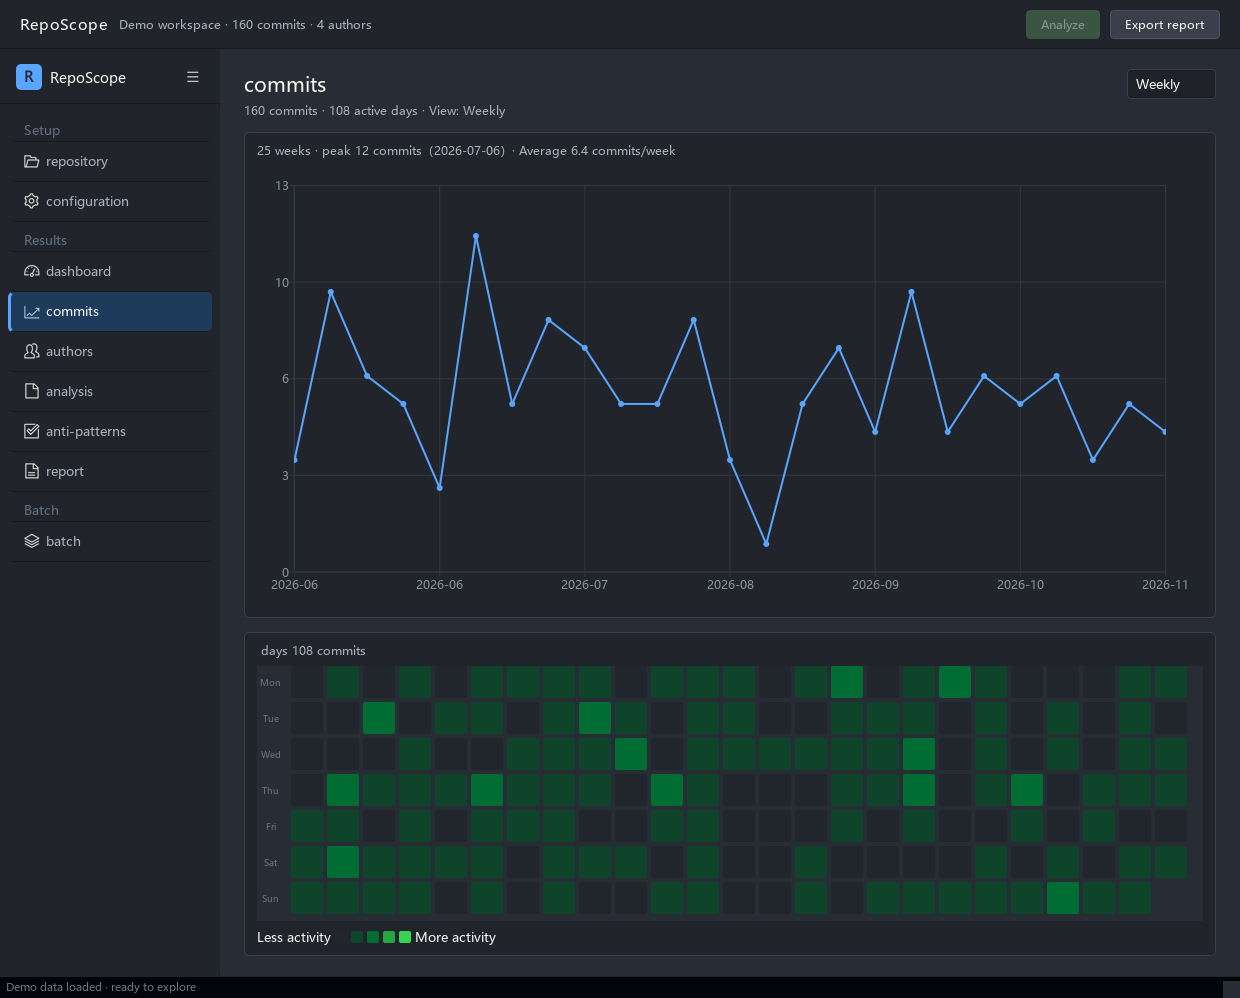 RepoScope Demo workspace · 160 commits · 4 authors Analyze Export report
R RepoScope ☰
Setup
repository
configuration
Results
dashboard
commits
authors
analysis
anti-patterns
report
Batch
batch
commits
Weekly
160 commits · 108 active days · View: Weekly
25 weeks · peak 12 commits (2026-07-06) · Average 6.4 commits/week
13
10
6
3
0
2026-06 2026-06 2026-07 2026-08 2026-09 2026-10 2026-11
days 108 commits
Mon
Tue
Wed
Thu
Fri
Sat
Sun
Less activity More activity
Demo data loaded · ready to explore